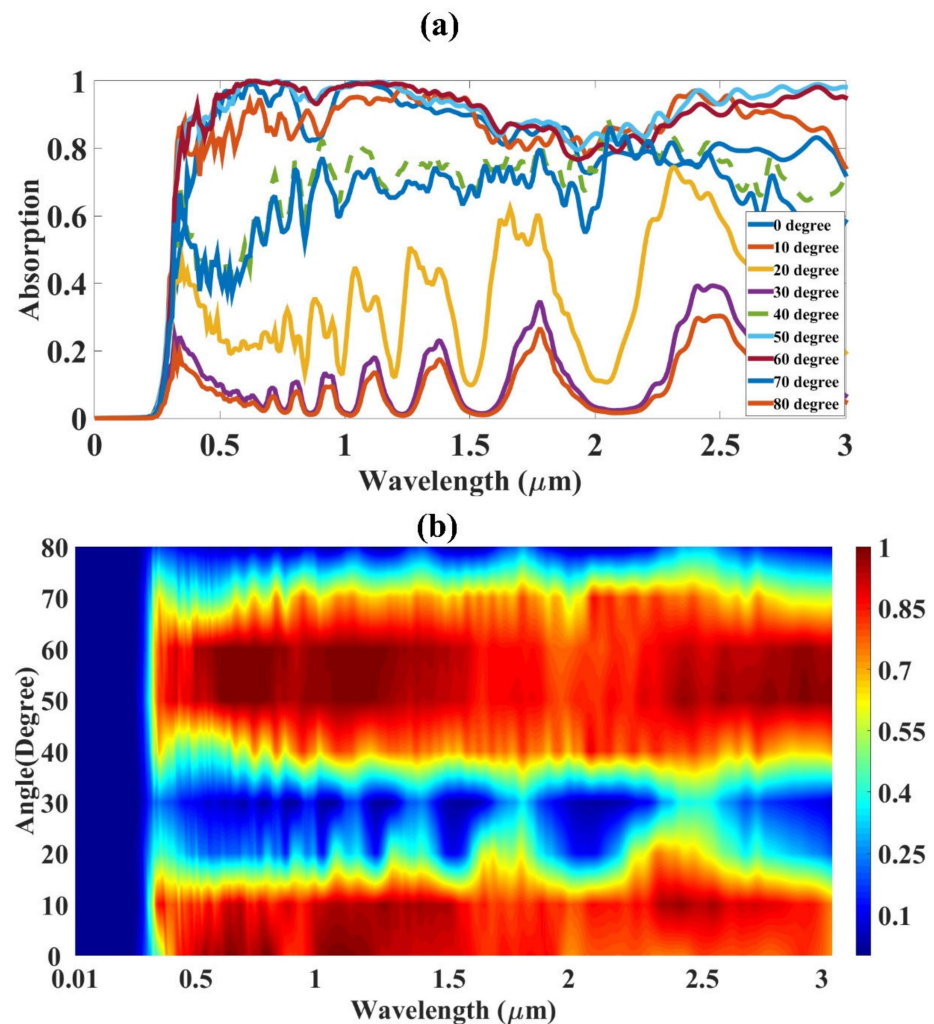 (a)
1
0.8
0.6
0.4
0.2
0
Absorption
0 degree
10 degree
20 degree
30 degree
40 degree
50 degree
60 degree
70 degree
80 degree
0 0.5 1 1.5 2 2.5 3
Wavelength (μm)
(b)
80
70
60
50
40
30
20
10
0
Angle(Degree)
1
0.85
0.7
0.55
0.4
0.25
0.1
0.01 0.5 1 1.5 2 2.5 3
Wavelength (μm)